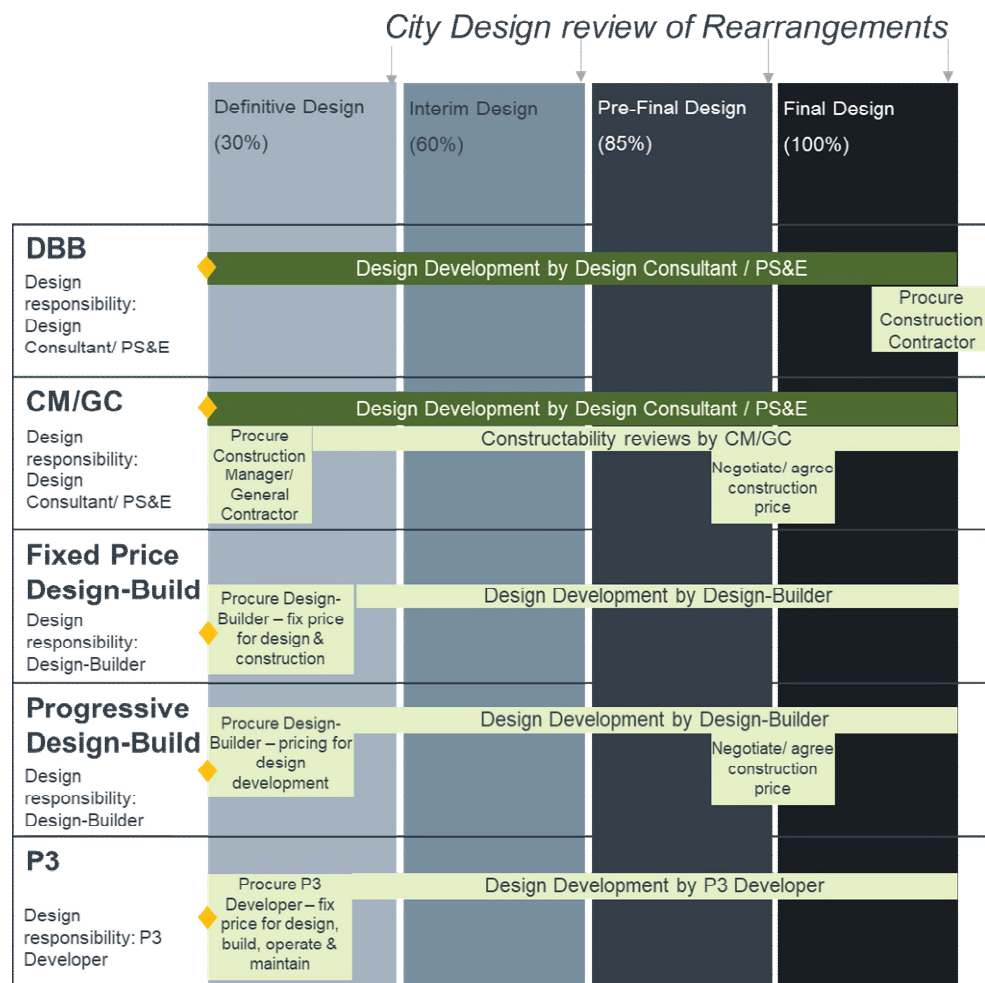 City Design review of Rearrangements
Definitive Design
(30%)
Interim Design
(60%)
Pre-Final Design
(85%)
Final Design
(100%)
DBB
Design
responsibility:
Design
Consultant/ PS&E
Design Development by Design Consultant / PS&E
Procure
Construction
Contractor
CM/GC
Design
responsibility:
Design
Consultant/ PS&E
Design Development by Design Consultant / PS&E
Procure
Construction
Manager/
General
Contractor
Constructability reviews by CM/GC
Negotiate/ agree
construction
price
Fixed Price
Design-Build
Design
responsibility:
Design-Builder
Procure Design-
Builder – fix price
for design &
construction
Design Development by Design-Builder
Progressive
Design-Build
Design
responsibility:
Design-Builder
Procure Design-
Builder – pricing for
design
development
Design Development by Design-Builder
Negotiate/ agree
construction
price
P3
Design
responsibility: P3
Developer
Procure P3
Developer – fix
price for design,
build, operate &
maintain
Design Development by P3 Developer